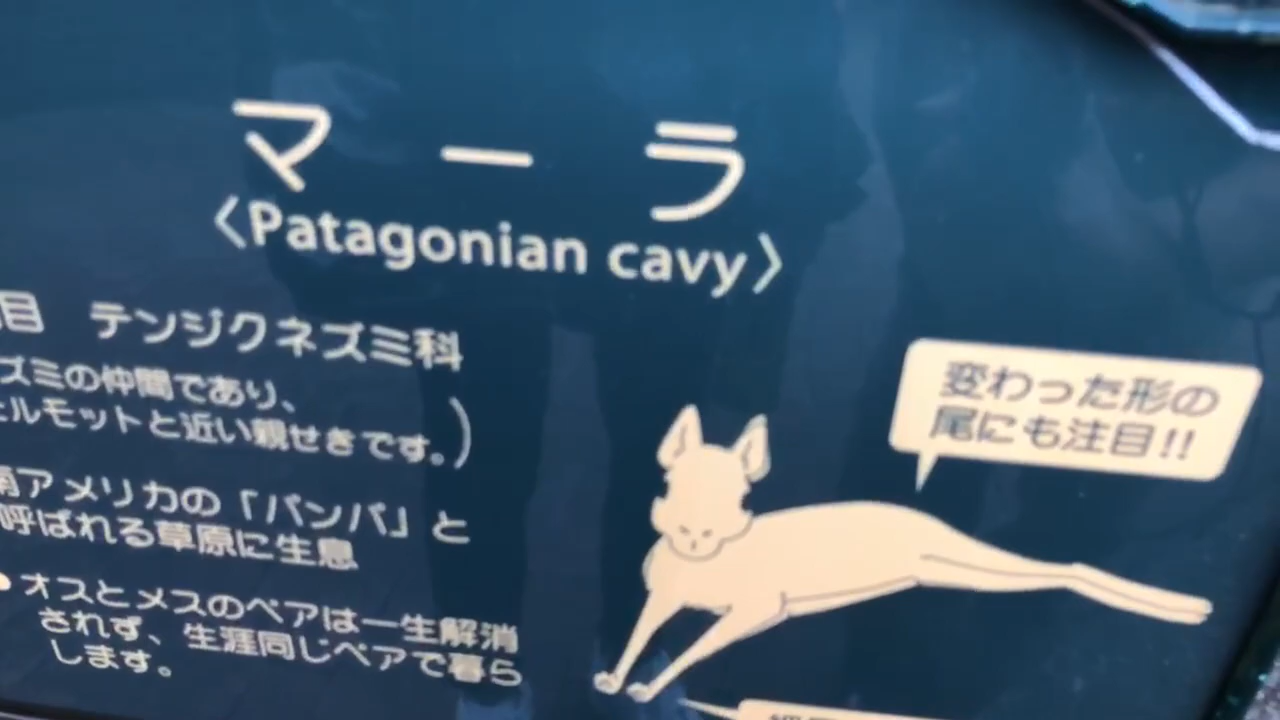 マーラ
〈Patagonian cavy〉
目 テンジクネズミ科
ズミの仲間であり、
ルモットと近い親せきです。）
南アメリカの「パンパ」と
呼ばれる草原に生息
オスとメスのペアは一生解消
されず、生涯同じペアで暮ら
します。
変わった形の
尾にも注目!!